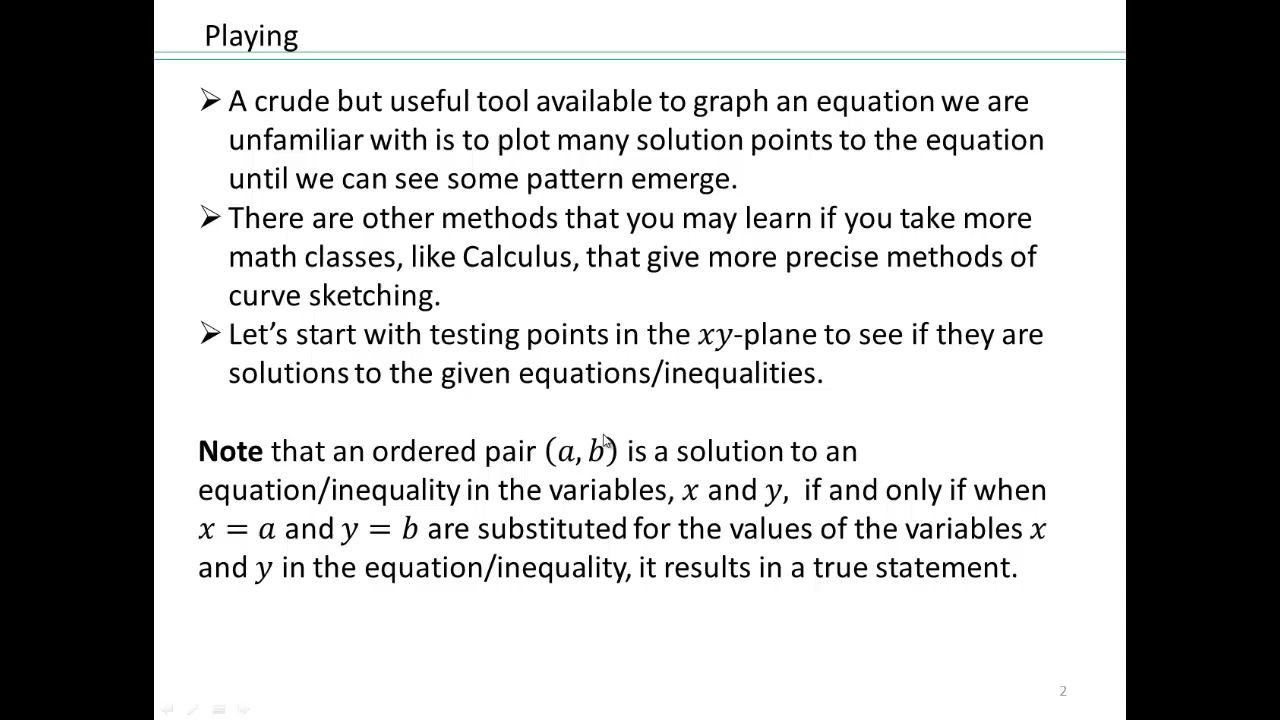 Playing
➢ A crude but useful tool available to graph an equation we are
unfamiliar with is to plot many solution points to the equation
until we can see some pattern emerge.
➢ There are other methods that you may learn if you take more
math classes, like Calculus, that give more precise methods of
curve sketching.
➢ Let’s start with testing points in the 𝑥𝑦-plane to see if they are
solutions to the given equations/inequalities.
Note that an ordered pair (𝑎, 𝑏) is a solution to an
equation/inequality in the variables, 𝑥 and 𝑦, if and only if when
𝑥 = 𝑎 and 𝑦 = 𝑏 are substituted for the values of the variables 𝑥
and 𝑦 in the equation/inequality, it results in a true statement.
2